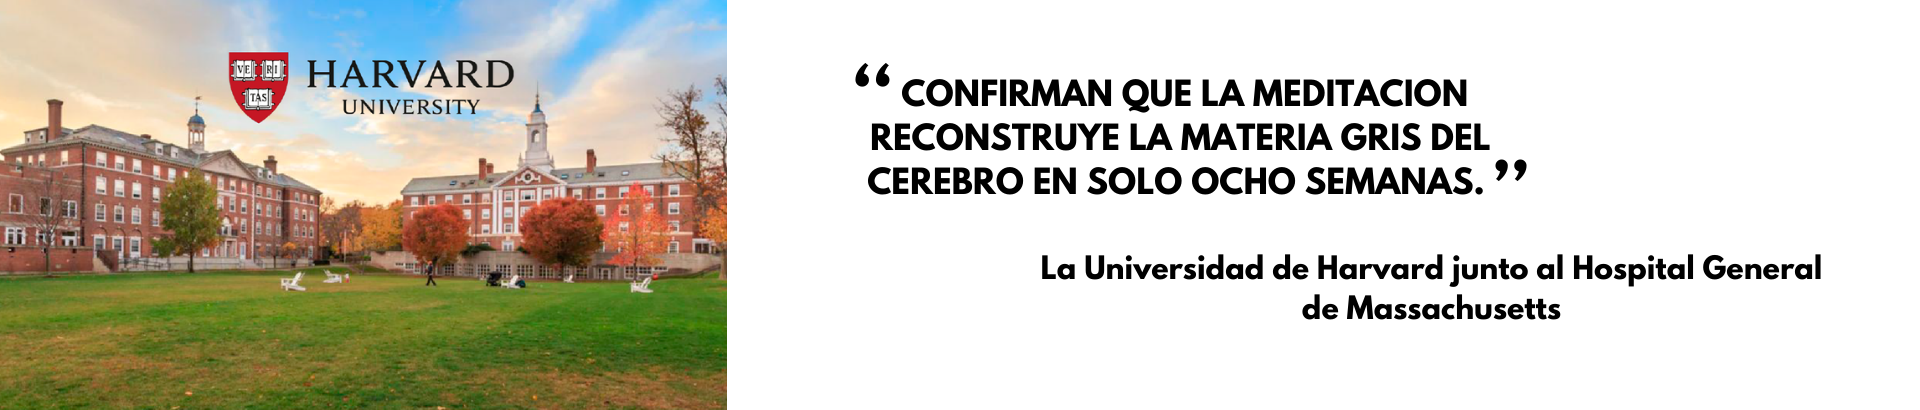 VE RI
TAS
HARVARD
UNIVERSITY
“ CONFIRMAN QUE LA MEDITACION
RECONSTRUYE LA MATERIA GRIS DEL
CEREBRO EN SOLO OCHO SEMANAS. ”
La Universidad de Harvard junto al Hospital General
de Massachusetts